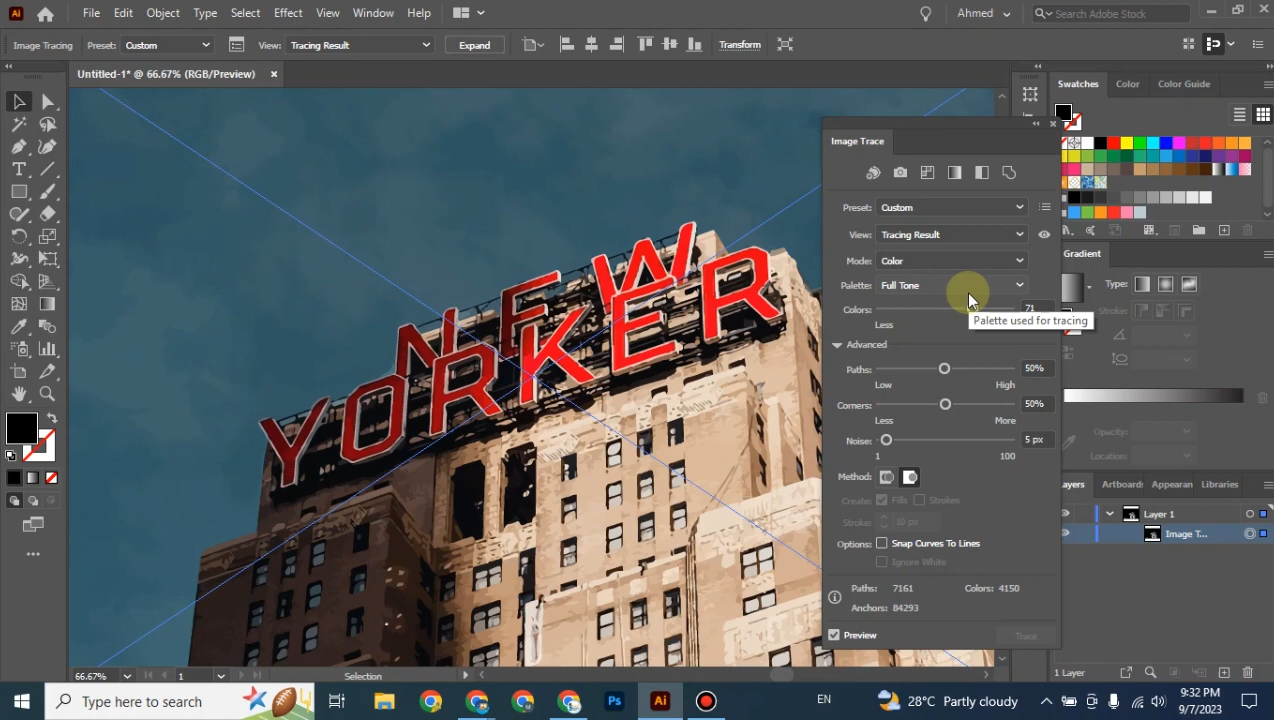 Ai File Edit Object Type Select Effect View Window Help Ahmed Search Adobe Stock
Image Tracing Preset: Custom View: Tracing Result Expand Transform
Untitled-1* @ 66.67% (RGB/Preview) × Swatches Color Color Guide
Image Trace
Preset: Custom
View: Tracing Result
Mode: Color
Palette: Full Tone
Colors: 71
Less
Palette used for tracing
Advanced
Paths: 50%
Low High
Corners: 50%
Less More
Noise: 5 px
1 100
Method:
Create: Fills Strokes
Stroke: 10 px
Options: Snap Curves To Lines
Ignore White
Paths: 7161 Colors: 4150
Anchors: 84293
Preview Trace
NEW
YORKER
Gradient
Type:
Stroke:
Opacity:
Location:
Layers Artboards Appearan Libraries
Layer 1
Image T...
1 Layer
66.67% 1 Selection
Type here to search Ps Ai EN 28°C Partly cloudy 9:32 PM
9/7/2023